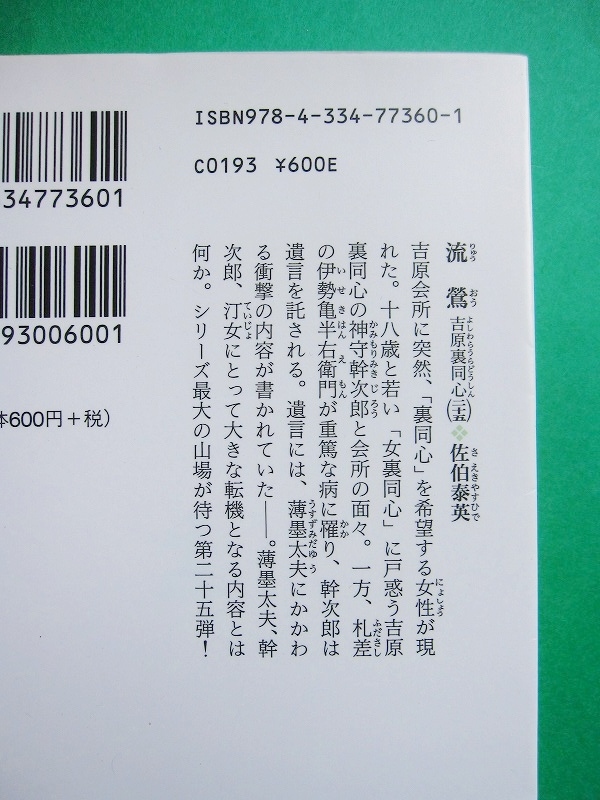 ISBN978-4-334-77360-1
C0193 ¥600E
34773601
93006001
体600円+税)
流鶯 吉原裏同心(二十五) ❖ 佐伯泰英
吉原会所に突然、「裏同心」を希望する女性が現
れた。十八歳と若い「女裏同心」に戸惑う吉原
裏同心の神守幹次郎と会所の面々。一方、札差
の伊勢亀半右衛門が重篤な病に罹り、幹次郎は
遺言を託される。遺言には、薄墨太夫にかかわ
る衝撃の内容が書かれていた――。薄墨太夫、幹
次郎、汀女にとって大きな転機となる内容とは
何か。シリーズ最大の山場が待つ第二十五弾!